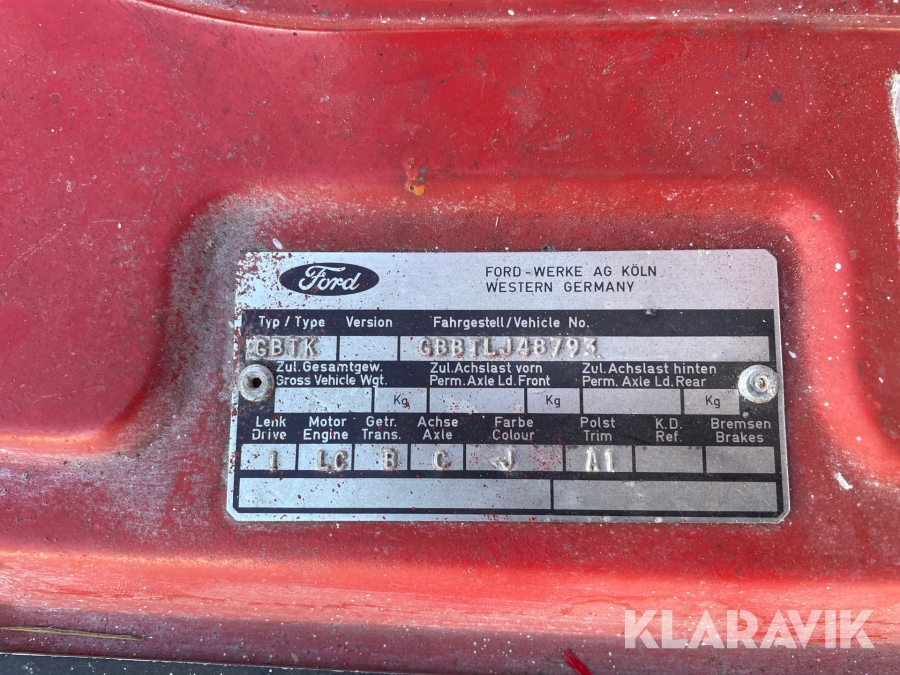 Ford
FORD-WERKE AG KÖLN
WESTERN GERMANY
Typ / Type Version Fahrgestell / Vehicle No.
GBTK GBBTLJ48793
Zul. Gesamtgew. Zul. Achslast vorn Zul. Achslast hinten
Gross Vehicle Wgt. Perm. Axle Ld. Front Perm. Axle Ld. Rear
Kg Kg Kg
Lenk Motor Getr. Achse Farbe Polst K.D. Bremsen
Drive Engine Trans. Axle Colour Trim Ref. Brakes
1 LC B C J A1
KLARAVIK